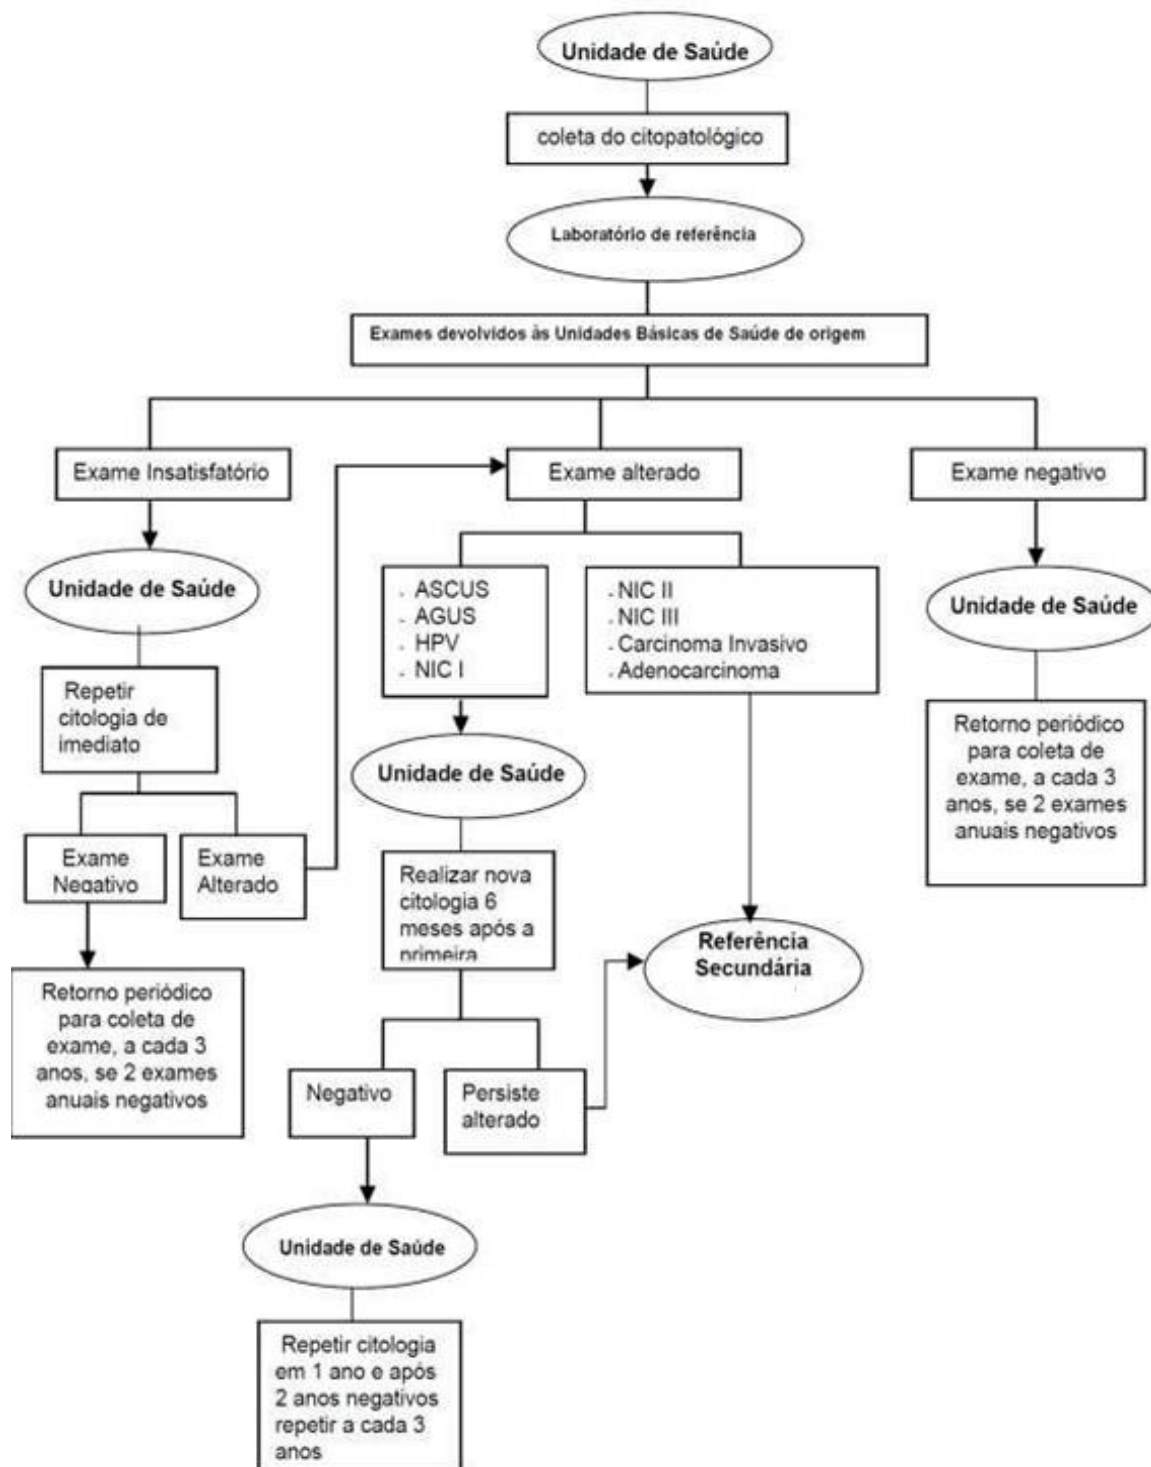 Unidade de Saúde
coleta do citopatológico
Laboratório de referência
Exames devolvidos às Unidades Básicas de Saúde de origem
Exame Insatisfatório
Exame alterado
Exame negativo
Unidade de Saúde
- ASCUS
- AGUS
- HPV
- NIC I
- NIC II
- NIC III
- Carcinoma Invasivo
- Adenocarcinoma
Unidade de Saúde
Repetir
citologia de
imediato
Unidade de Saúde
Retorno periódico
para coleta de
exame, a cada 3
anos, se 2 exames
anuais negativos
Exame
Negativo
Exame
Alterado
Realizar nova
citologia 6
meses após a
primeira
Referência
Secundária
Retorno periódico
para coleta de
exame, a cada 3
anos, se 2 exames
anuais negativos
Negativo
Persiste
alterado
Unidade de Saúde
Repetir citologia
em 1 ano e após
2 anos negativos
repetir a cada 3
anos